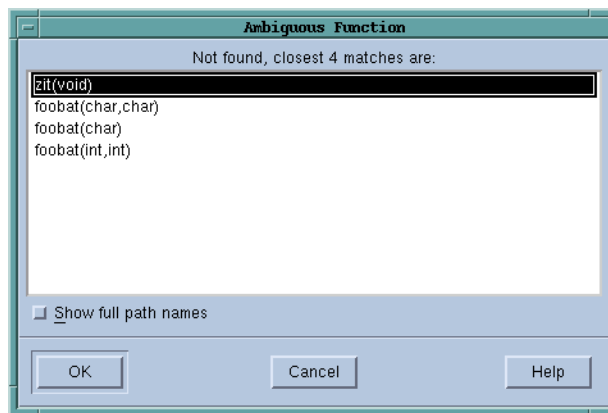 Ambiguous Function
Not found, closest 4 matches are:
zit(void)
foobat(char,char)
foobat(char)
foobat(int,int)
Show full path names
OK Cancel Help